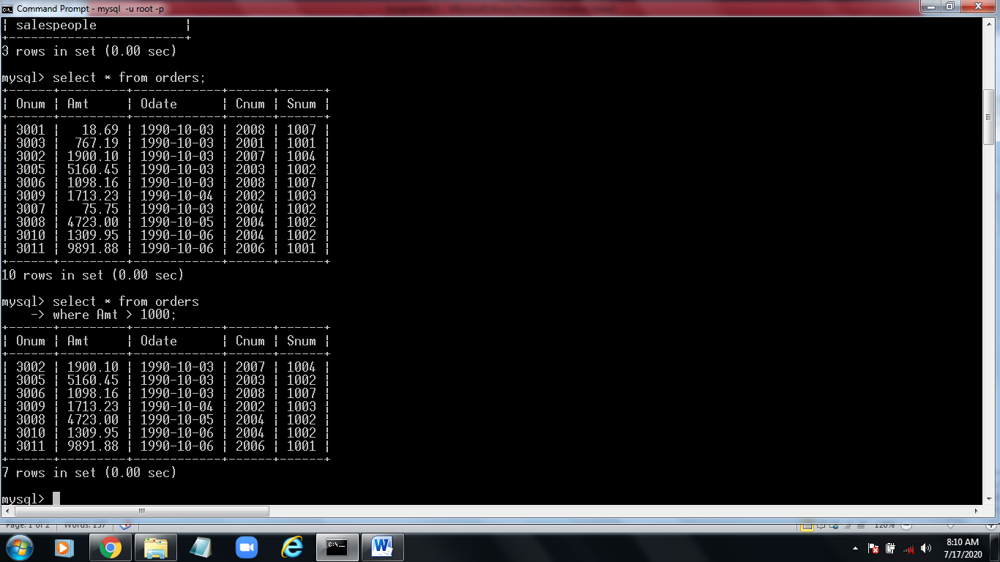 Command Prompt - mysql -u root -p
| salespeople            |
+------------------------+
3 rows in set (0.00 sec)
mysql> select * from orders;
+------+---------+------------+------+------+
| Onum | Amt     | Odate      | Cnum | Snum |
+------+---------+------------+------+------+
| 3001 |   18.69 | 1990-10-03 | 2008 | 1007 |
| 3003 |  767.19 | 1990-10-03 | 2001 | 1001 |
| 3002 | 1900.10 | 1990-10-03 | 2007 | 1004 |
| 3005 | 5160.45 | 1990-10-03 | 2003 | 1002 |
| 3006 | 1098.16 | 1990-10-03 | 2008 | 1007 |
| 3009 | 1713.23 | 1990-10-04 | 2002 | 1003 |
| 3007 |   75.75 | 1990-10-03 | 2004 | 1002 |
| 3008 | 4723.00 | 1990-10-05 | 2004 | 1002 |
| 3010 | 1309.95 | 1990-10-06 | 2004 | 1002 |
| 3011 | 9891.88 | 1990-10-06 | 2006 | 1001 |
+------+---------+------------+------+------+
10 rows in set (0.00 sec)
mysql> select * from orders
    -> where Amt > 1000;
+------+---------+------------+------+------+
| Onum | Amt     | Odate      | Cnum | Snum |
+------+---------+------------+------+------+
| 3002 | 1900.10 | 1990-10-03 | 2007 | 1004 |
| 3005 | 5160.45 | 1990-10-03 | 2003 | 1002 |
| 3006 | 1098.16 | 1990-10-03 | 2008 | 1007 |
| 3009 | 1713.23 | 1990-10-04 | 2002 | 1003 |
| 3008 | 4723.00 | 1990-10-05 | 2004 | 1002 |
| 3010 | 1309.95 | 1990-10-06 | 2004 | 1002 |
| 3011 | 9891.88 | 1990-10-06 | 2006 | 1001 |
+------+---------+------------+------+------+
7 rows in set (0.00 sec)
mysql>
Page: 1 of 2 Words: 157 120%
8:10 AM
7/17/2020